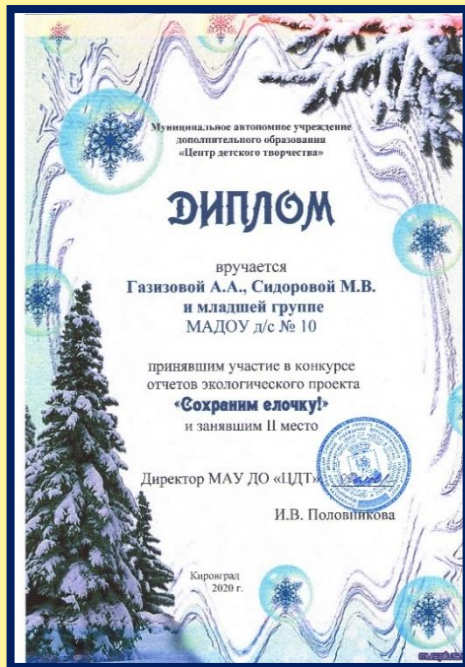 Муниципальное автономное учреждение
дополнительного образования
«Центр детского творчества»
ДИПЛОМ
вручается
Газизовой А.А., Сидоровой М.В.
и младшей группе
МАДОУ д/с № 10
принявшим участие в конкурсе
отчетов экологического проекта
«Сохраним елочку!»
и занявшим II место
Директор МАУ ДО «ЦДТ»
И.В. Половникова
Кировград
2020 г.